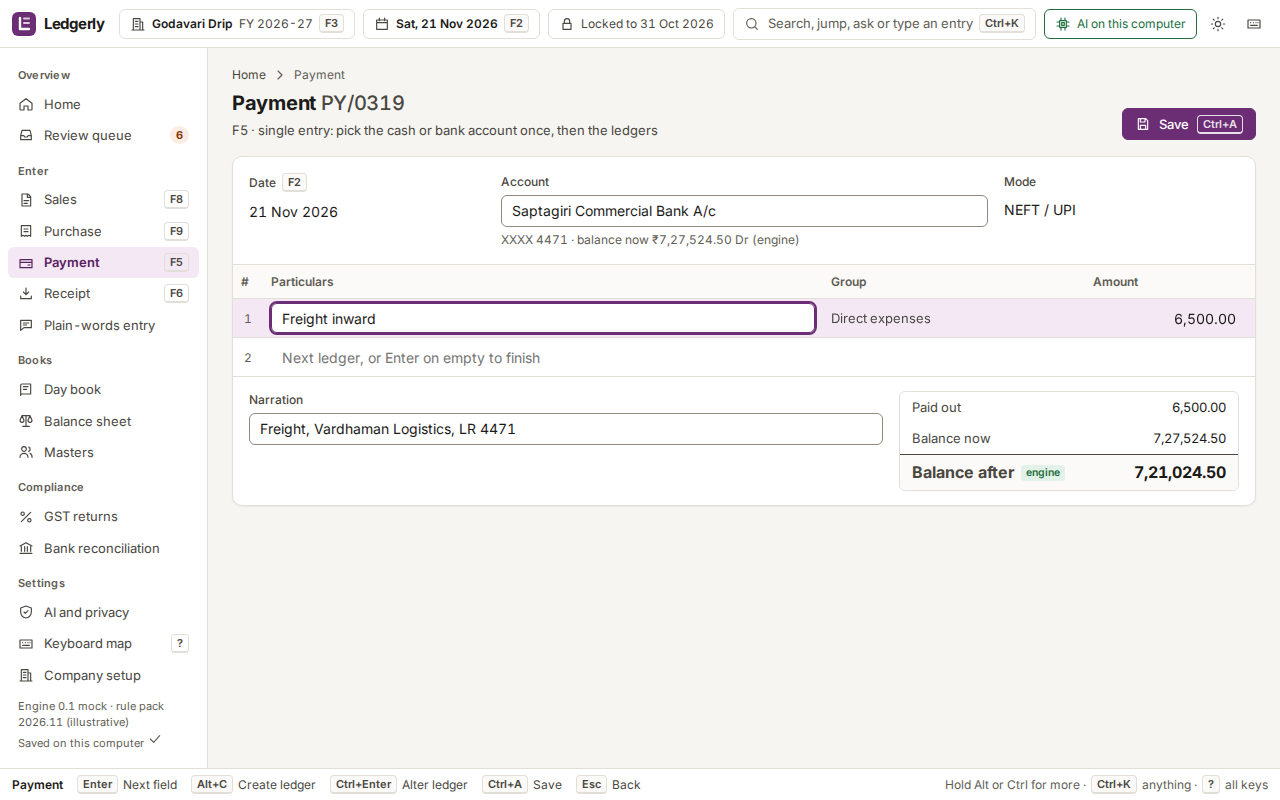 Ledgerly
Godavari Drip FY 2026-27 F3
Sat, 21 Nov 2026 F2
Locked to 31 Oct 2026
Search, jump, ask or type an entry Ctrl+K
AI on this computer
Overview
Home
Review queue 6
Enter
Sales F8
Purchase F9
Payment F5
Receipt F6
Plain-words entry
Books
Day book
Balance sheet
Masters
Compliance
GST returns
Bank reconciliation
Settings
AI and privacy
Keyboard map ?
Company setup
Engine 0.1 mock · rule pack
2026.11 (illustrative)
Saved on this computer
Home > Payment
Payment PY/0319
F5 · single entry: pick the cash or bank account once, then the ledgers
Save Ctrl+A
Date F2
21 Nov 2026
Account
Saptagiri Commercial Bank A/c
XXXX 4471 · balance now ₹7,27,524.50 Dr (engine)
Mode
NEFT / UPI
# Particulars Group Amount
1 Freight inward Direct expenses 6,500.00
2 Next ledger, or Enter on empty to finish
Narration
Freight, Vardhaman Logistics, LR 4471
Paid out 6,500.00
Balance now 7,27,524.50
Balance after engine 7,21,024.50
Payment Enter Next field Alt+C Create ledger Ctrl+Enter Alter ledger Ctrl+A Save Esc Back
Hold Alt or Ctrl for more · Ctrl+K anything · ? all keys